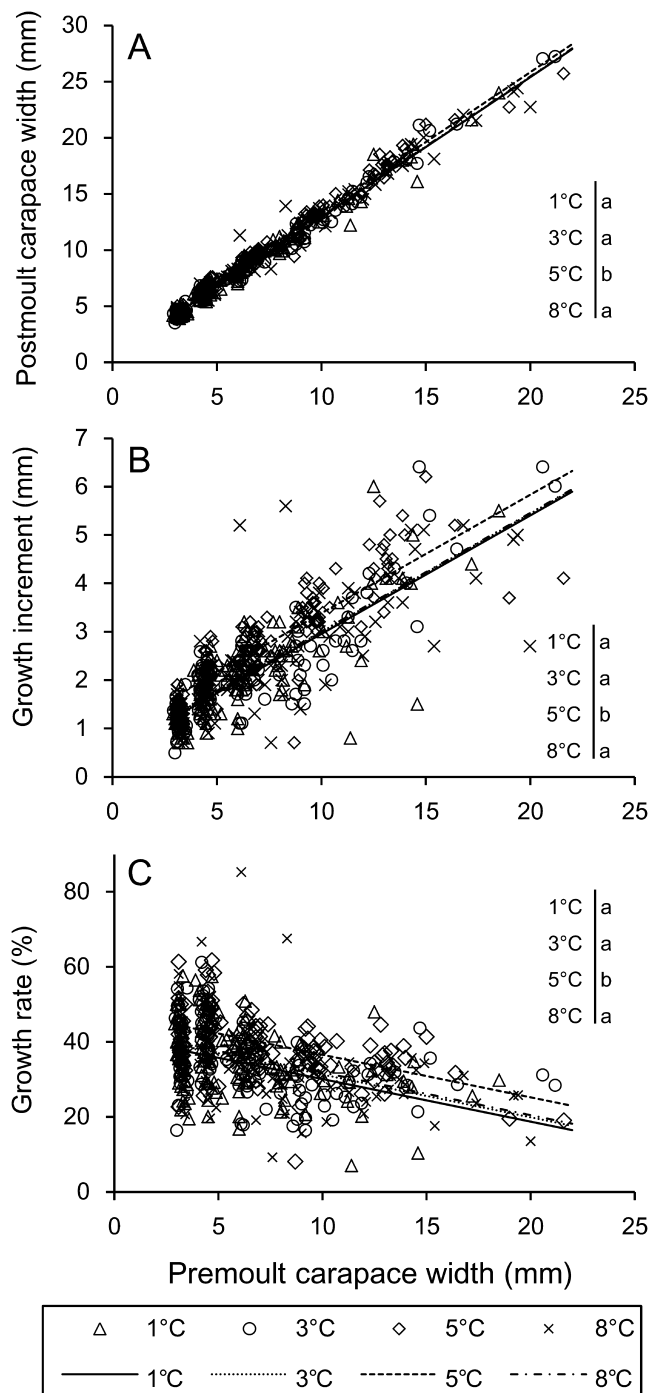 A
Postmoult carapace width (mm)
30
25
20
15
10
5
0
1°C a
3°C a
5°C b
8°C a
0 5 10 15 20 25
B
Growth increment (mm)
7
6
5
4
3
2
1
0
1°C a
3°C a
5°C b
8°C a
0 5 10 15 20 25
C
Growth rate (%)
80
60
40
20
0
1°C a
3°C a
5°C b
8°C a
0 5 10 15 20 25
Premoult carapace width (mm)
1°C 3°C 5°C 8°C
1°C 3°C 5°C 8°C